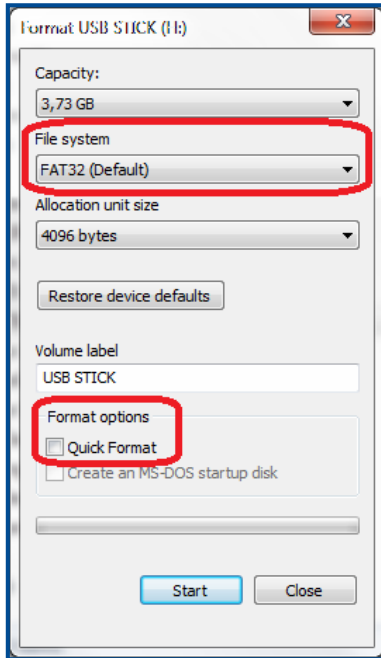 Format USB STICK (H:)
Capacity:
3,73 GB
File system
FAT32 (Default)
Allocation unit size
4096 bytes
Restore device defaults
Volume label
USB STICK
Format options
Quick Format
Create an MS-DOS startup disk
Start
Close